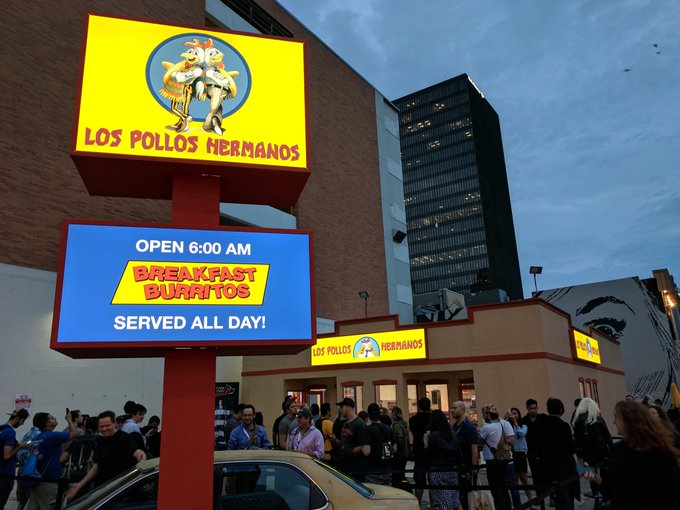 LOS POLLOS HERMANOS
OPEN 6:00 AM
BREAKFAST
BURRITOS
SERVED ALL DAY!
LOS POLLOS HERMANOS